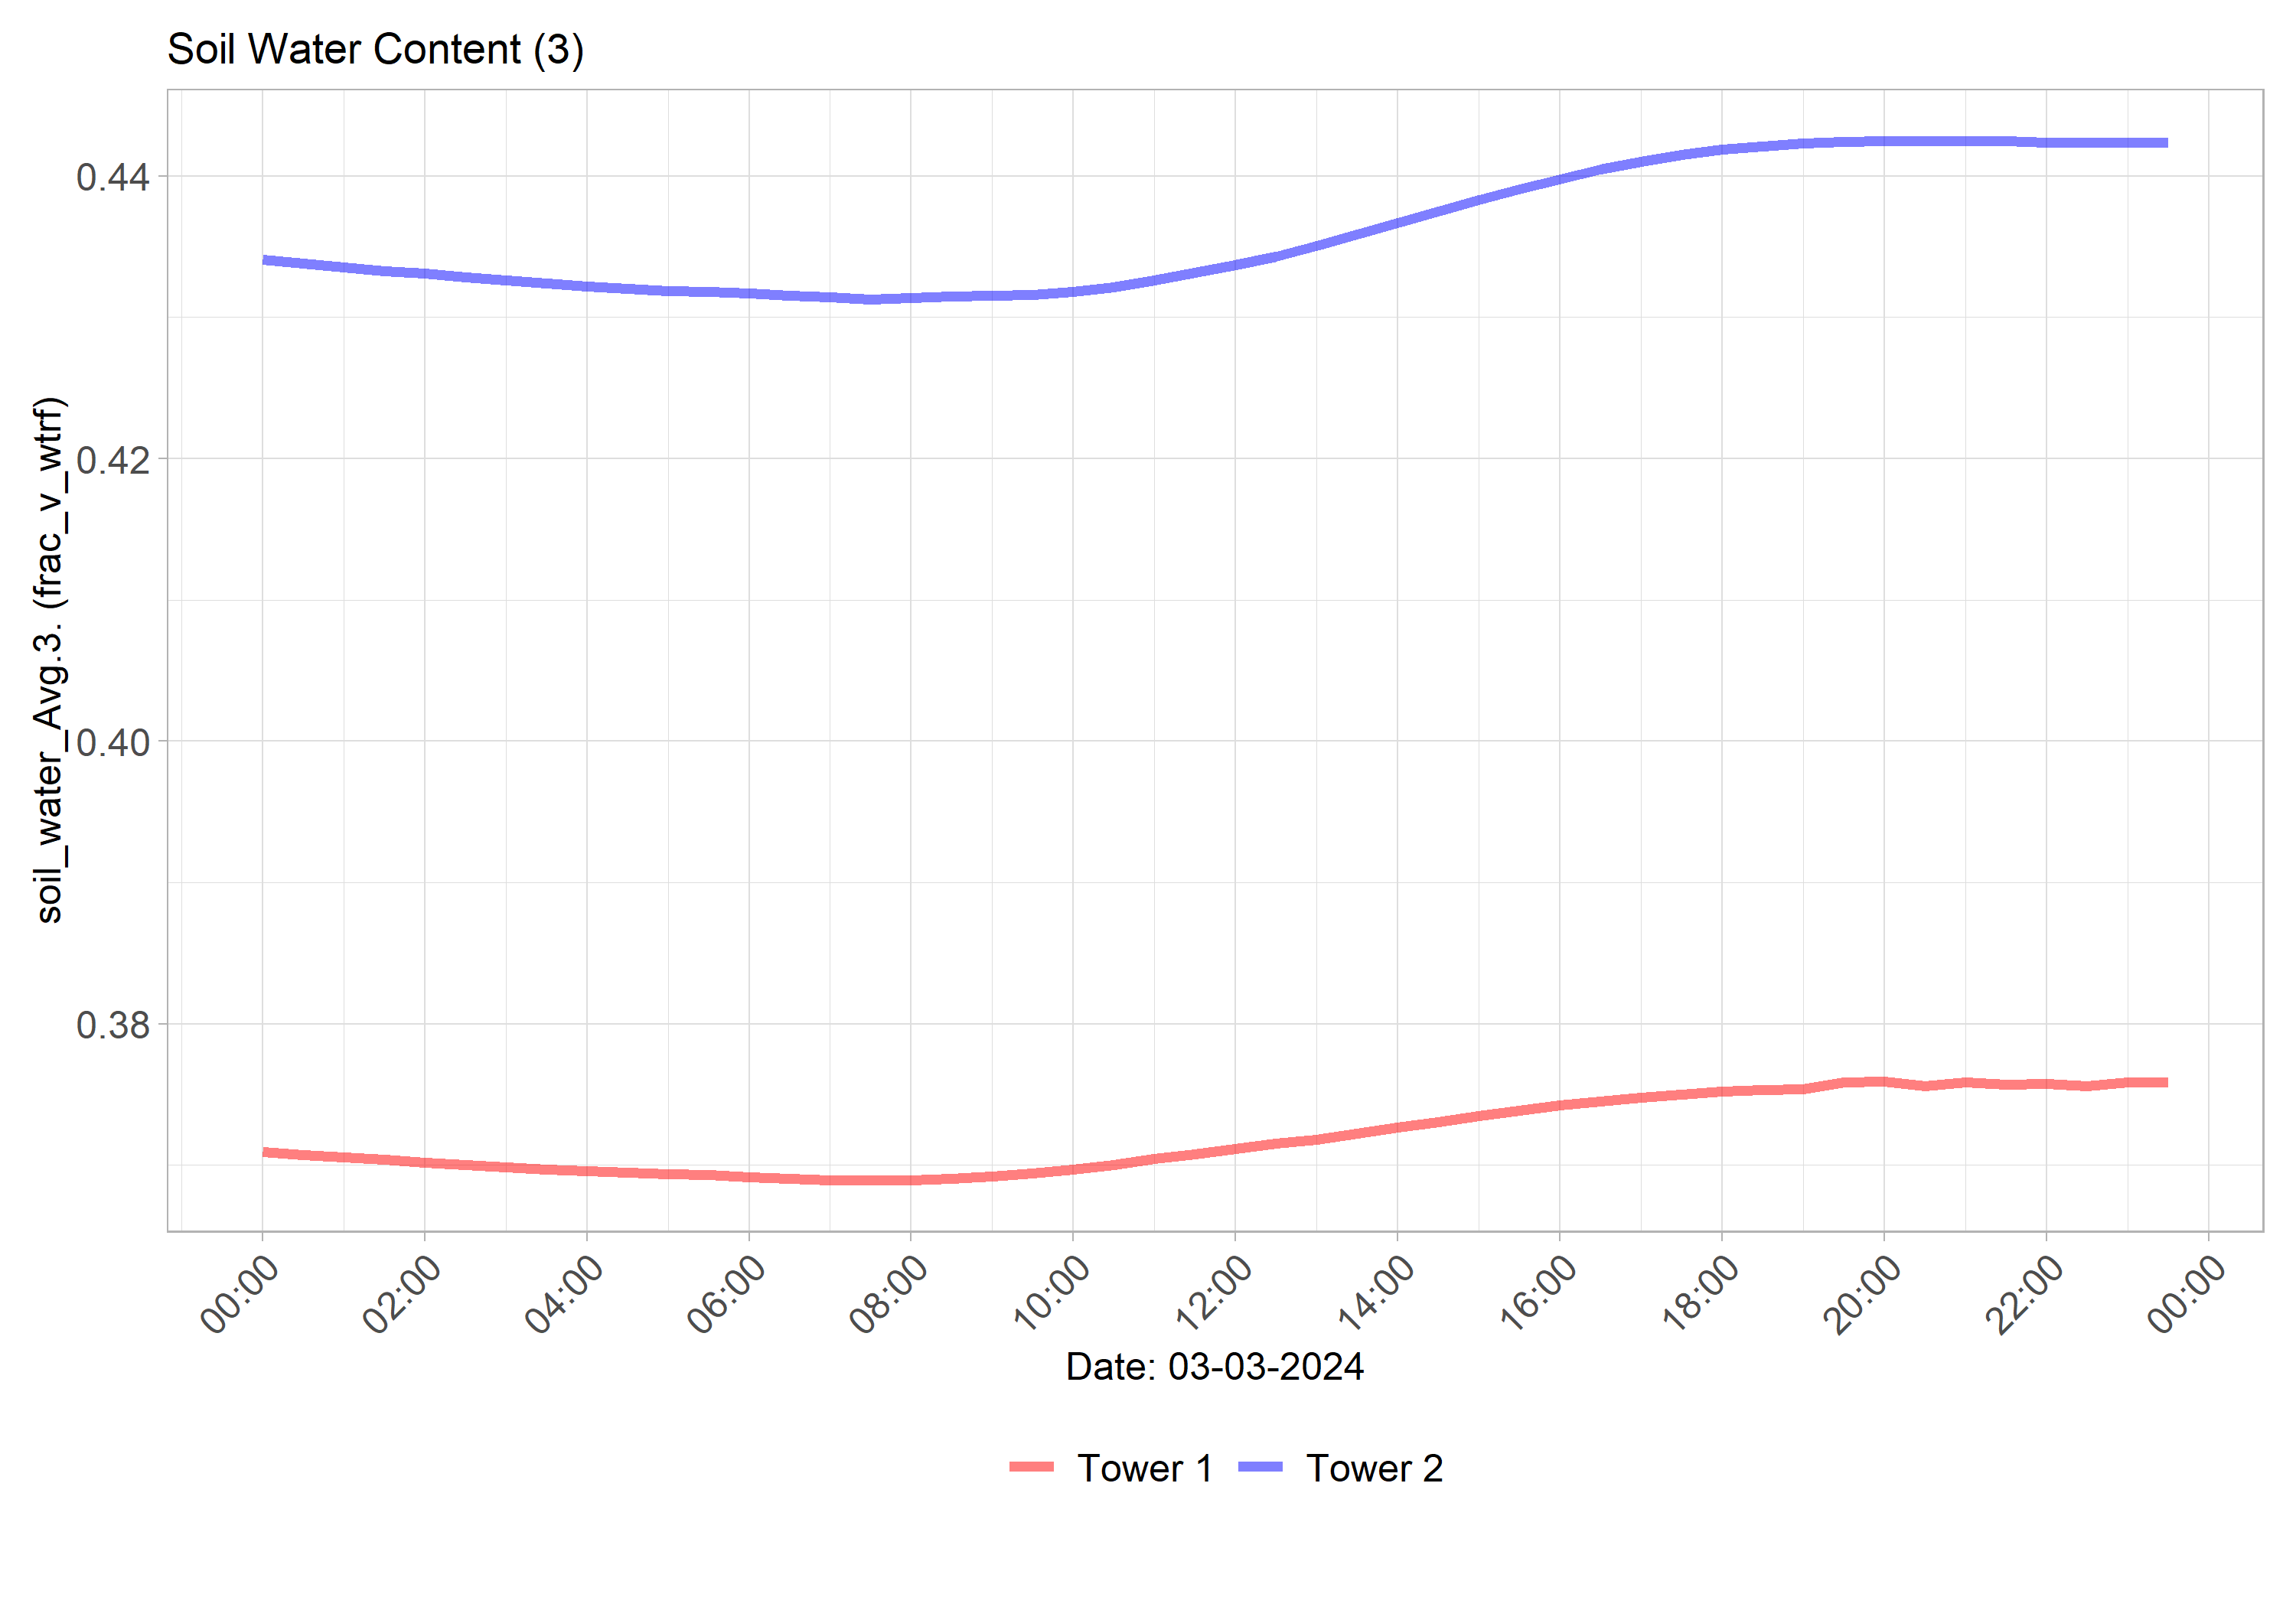 Soil Water Content (3)
soil_water_Avg.3. (frac_v_wtrf)
0.44
0.42
0.40
0.38
00:00 02:00 04:00 06:00 08:00 10:00 12:00 14:00 16:00 18:00 20:00 22:00 00:00
Date: 03-03-2024
Tower 1 Tower 2